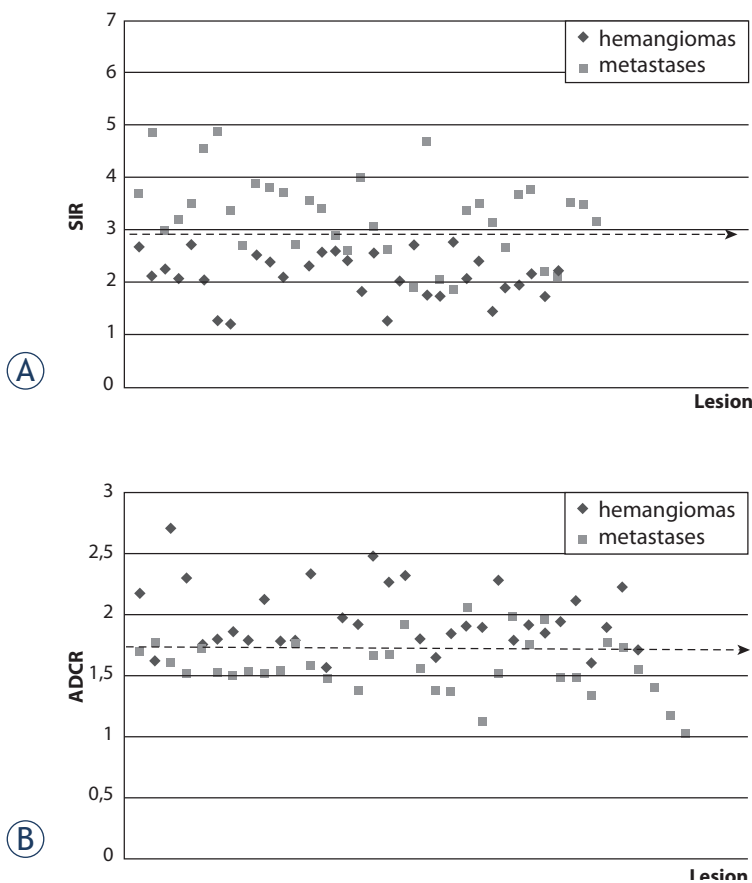 7
6
5
4
3
2
1
0
SIR
hemangiomas
metastases
Lesion
A
3
2,5
2
1,5
1
0,5
0
ADCR
hemangiomas
metastases
Lesion
B